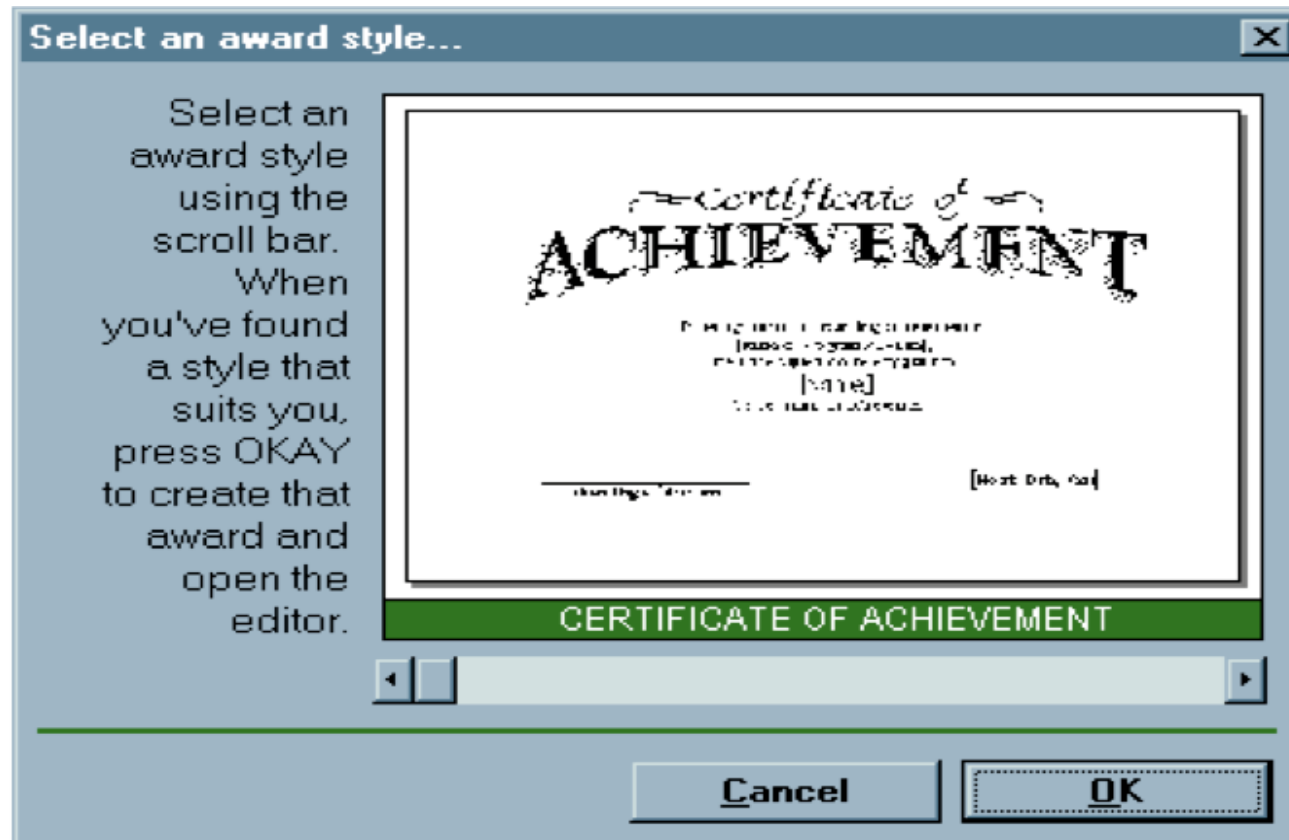 Select an award style...
Select an
award style
using the
scroll bar.
When
you've found
a style that
suits you,
press OKAY
to create that
award and
open the
editor.
Certificate of
ACHIEVEMENT
[Name]
CERTIFICATE OF ACHIEVEMENT
Cancel
OK